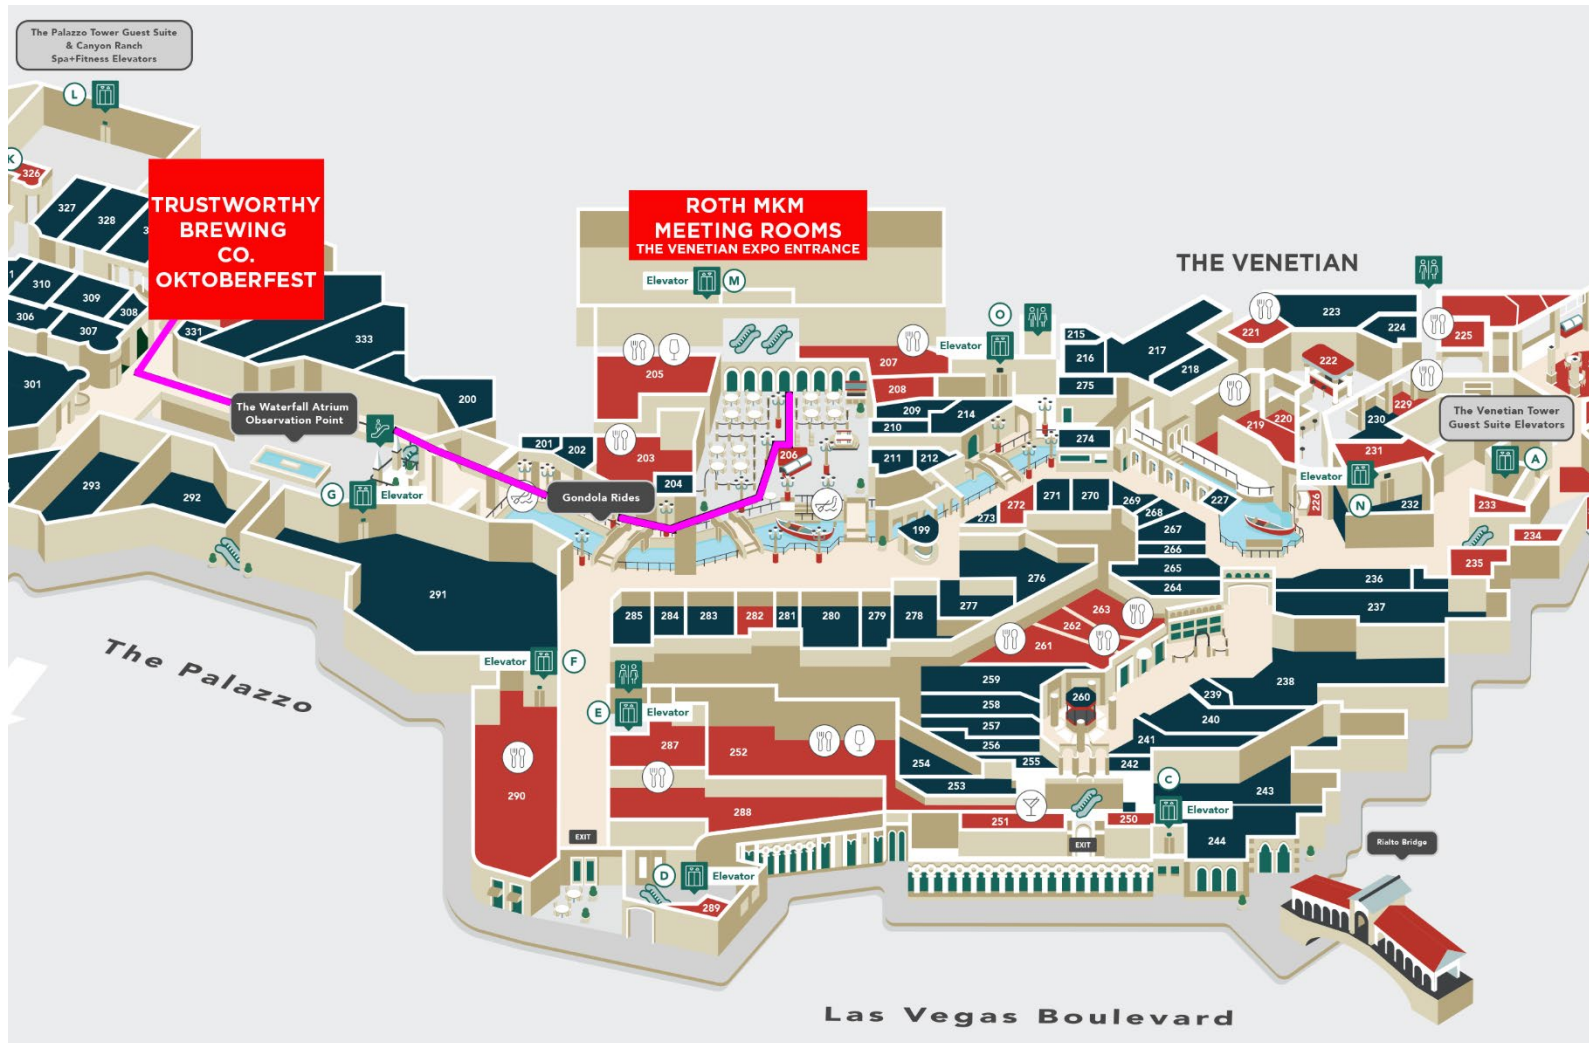 The Palazzo Tower Guest Suite
& Canyon Ranch
Spa+Fitness Elevators
L
K
326
327
328
TRUSTWORTHY
BREWING
CO.
OKTOBERFEST
310
309
308
306
307
331
333
301
200
The Waterfall Atrium
Observation Point
293
292
G
Elevator
291
ROTH MKM
MEETING ROOMS
THE VENETIAN EXPO ENTRANCE
Elevator
M
O
Elevator
THE VENETIAN
205
207
208
209
214
210
211
212
201
202
203
204
206
Gondola Rides
199
215
216
217
218
275
274
221
223
224
225
222
219
220
229
230
231
The Venetian Tower
Guest Suite Elevators
A
Elevator
N
226
227
232
233
234
235
272
271
270
269
268
273
267
266
265
264
236
237
276
277
285
284
283
282
281
280
279
278
263
262
261
Elevator
F
E
Elevator
259
258
257
256
255
260
239
238
240
241
242
287
252
254
253
C
Elevator
243
290
288
251
250
244
EXIT
EXIT
D
Elevator
289
Rialto Bridge
The Palazzo
Las Vegas Boulevard